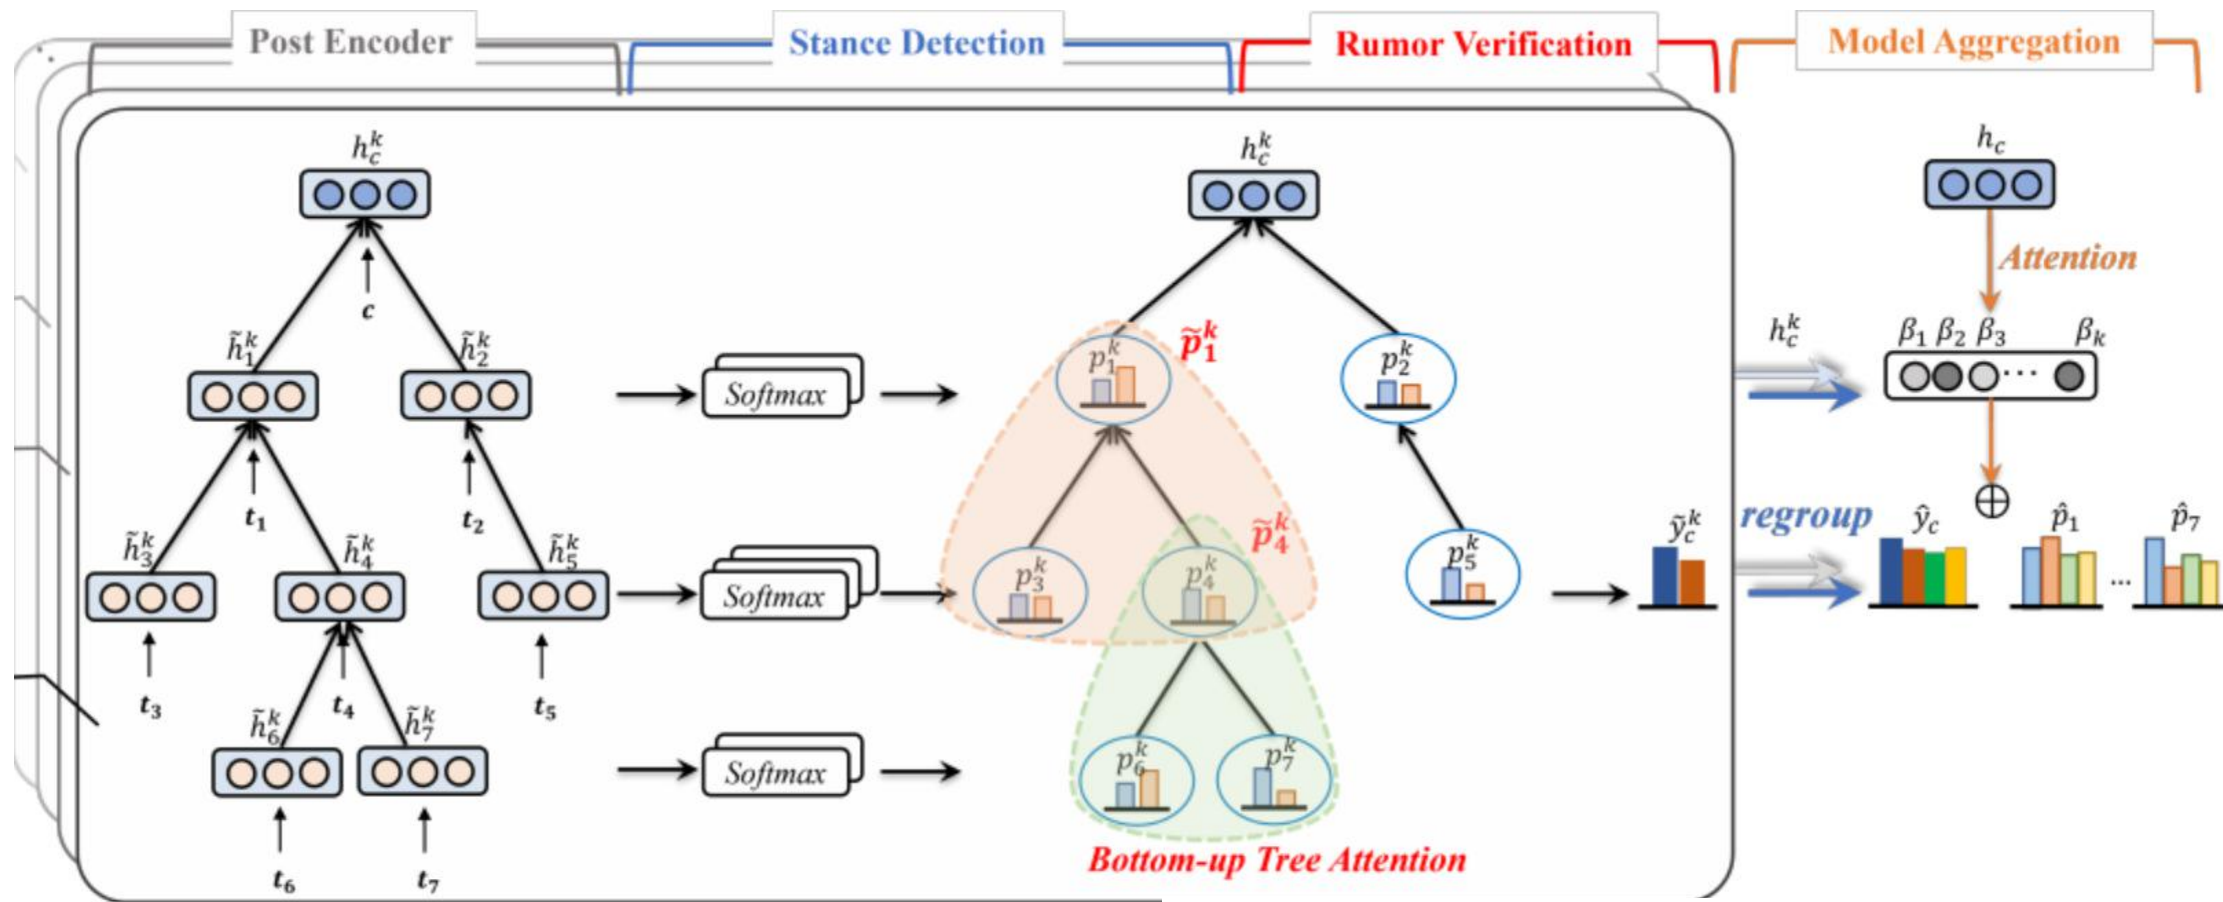 Post Encoder Stance Detection Rumor Verification Model Aggregation
h_c^k h_c^k h_c
Attention
c
h̃_1^k h̃_2^k p_1^k p̃_1^k p_2^k h_c^k β_1 β_2 β_3 ... β_k
Softmax
t_1 t_2 p̃_4^k ỹ_c^k regroup ŷ_c p̂_1 p̂_7
h̃_3^k h̃_4^k h̃_5^k p_3^k p_4^k p_5^k
Softmax ...
t_3 t_4 t_5
h̃_6^k h̃_7^k p_6^k p_7^k
Softmax
t_6 t_7
Bottom-up Tree Attention